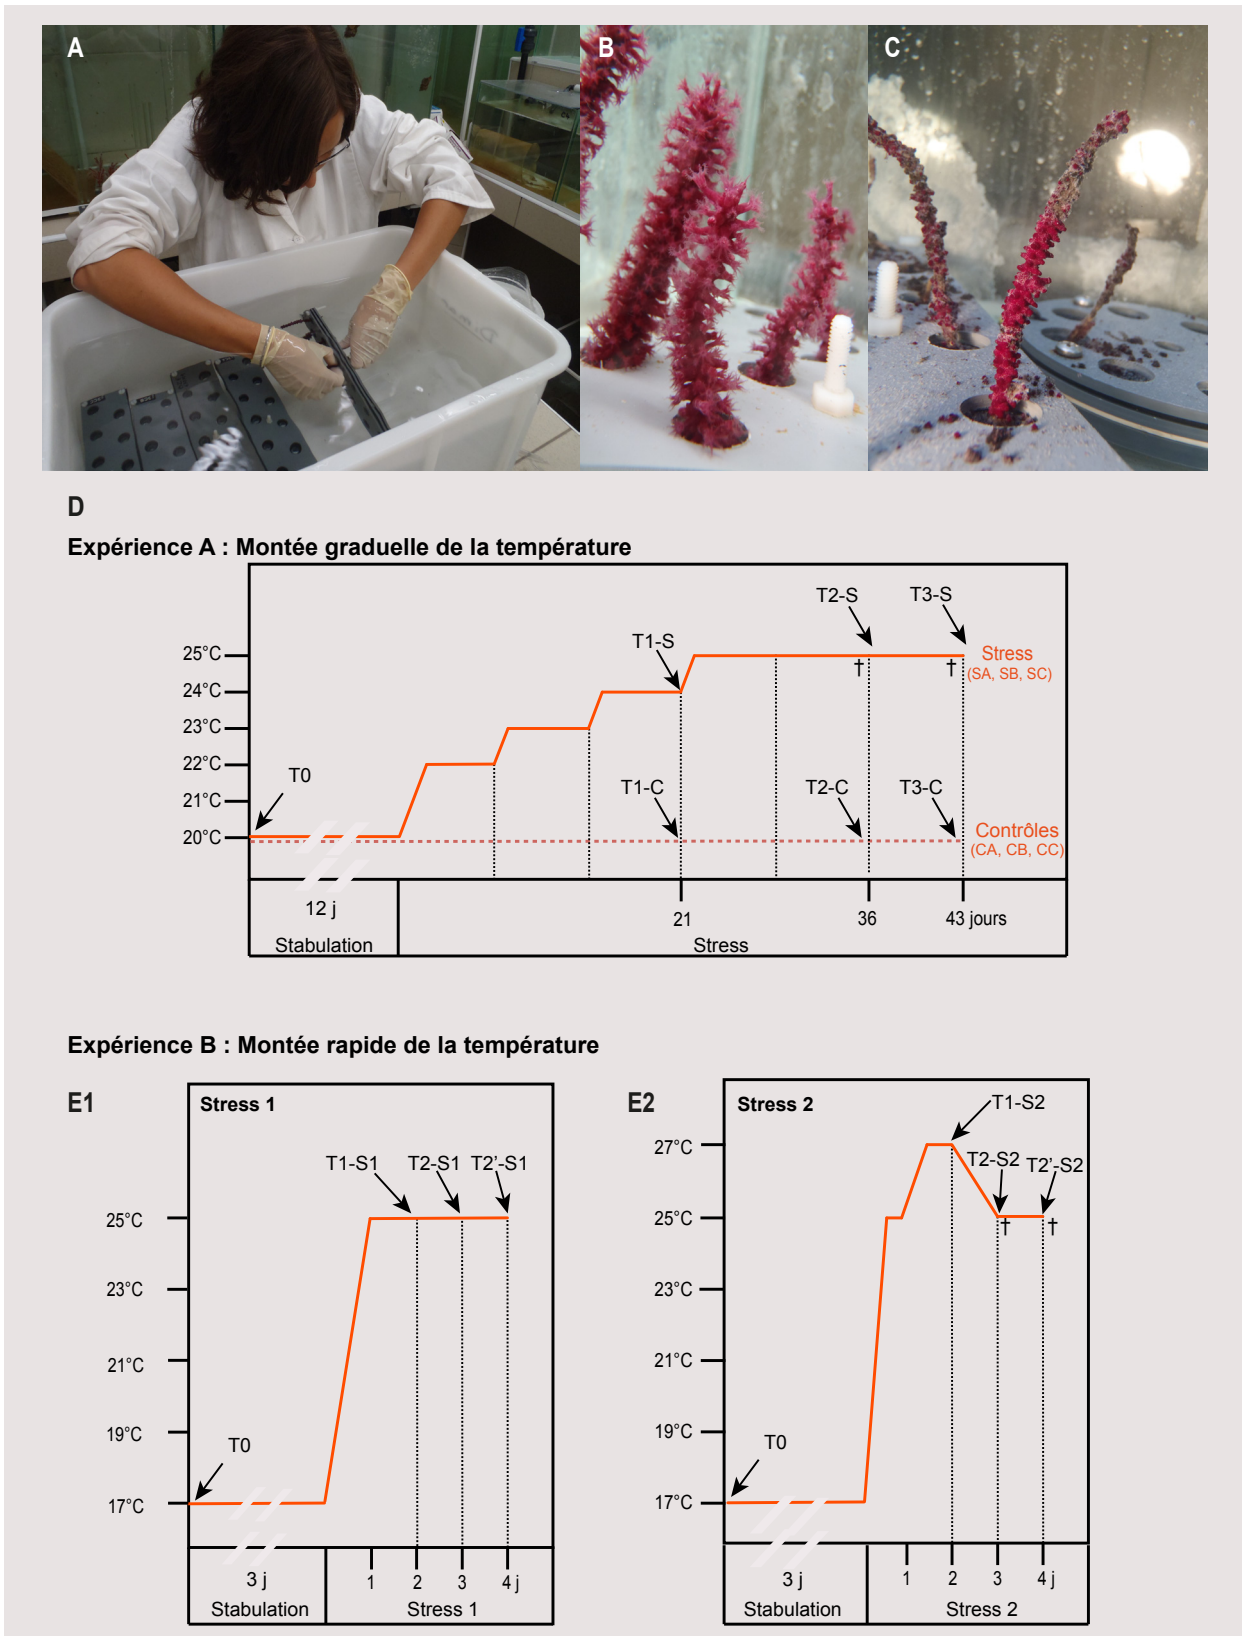 A
B
C
D
Expérience A : Montée graduelle de la température
T2-S
T3-S
T1-S
25°C
Stress
(SA, SB, SC)
24°C
23°C
22°C
T0
21°C
T1-C
T2-C
T3-C
20°C
Contrôles
(CA, CB, CC)
12 j
21
36
43 jours
Stabulation
Stress
Expérience B : Montée rapide de la température
E1
Stress 1
T1-S1
T2-S1
T2'-S1
25°C
23°C
21°C
19°C
T0
17°C
3 j
1
2
3
4 j
Stabulation
Stress 1
E2
Stress 2
T1-S2
27°C
T2-S2
T2'-S2
25°C
23°C
21°C
19°C
T0
17°C
3 j
1
2
3
4 j
Stabulation
Stress 2